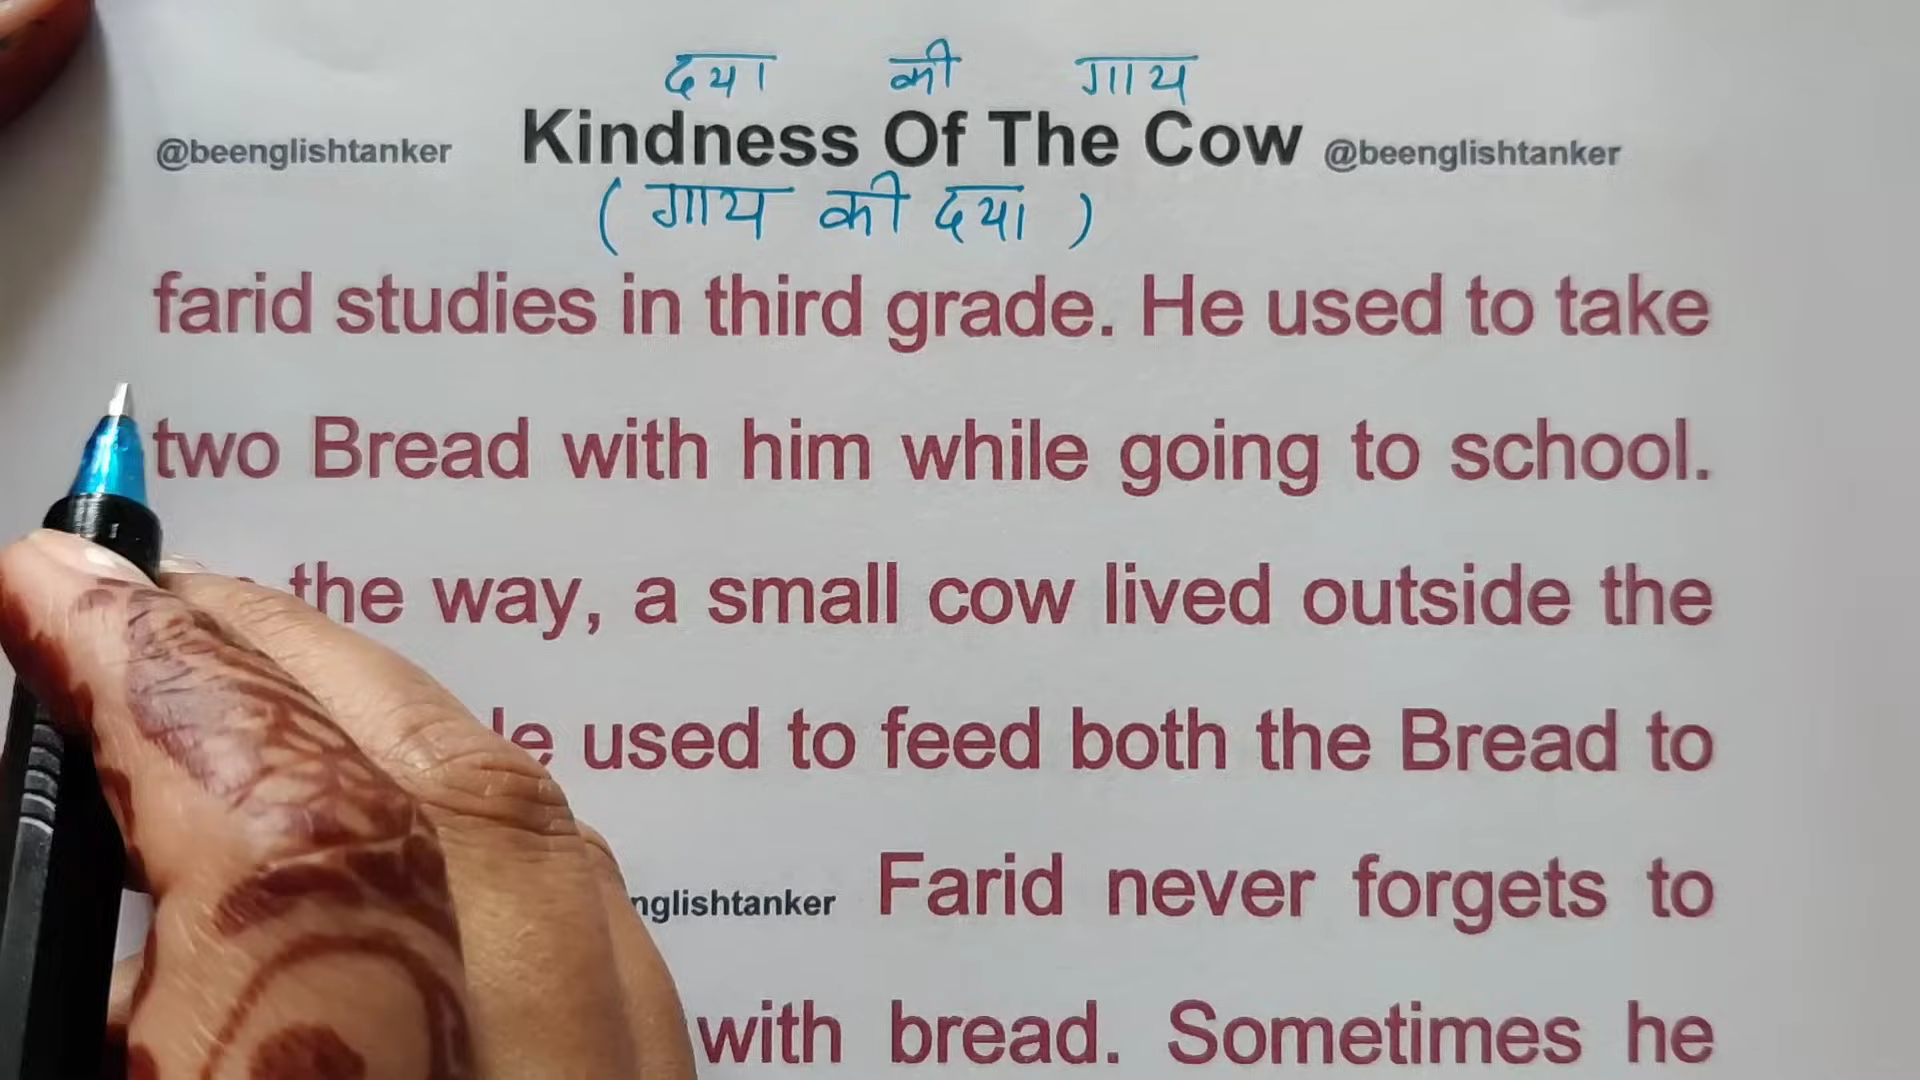 दया की गाय
@beenglishtanker Kindness Of The Cow @beenglishtanker
(गाय की दया)
farid studies in third grade. He used to take
two Bread with him while going to school.
the way, a small cow lived outside the
used to feed both the Bread to
Farid never forgets to
with bread. Sometimes he